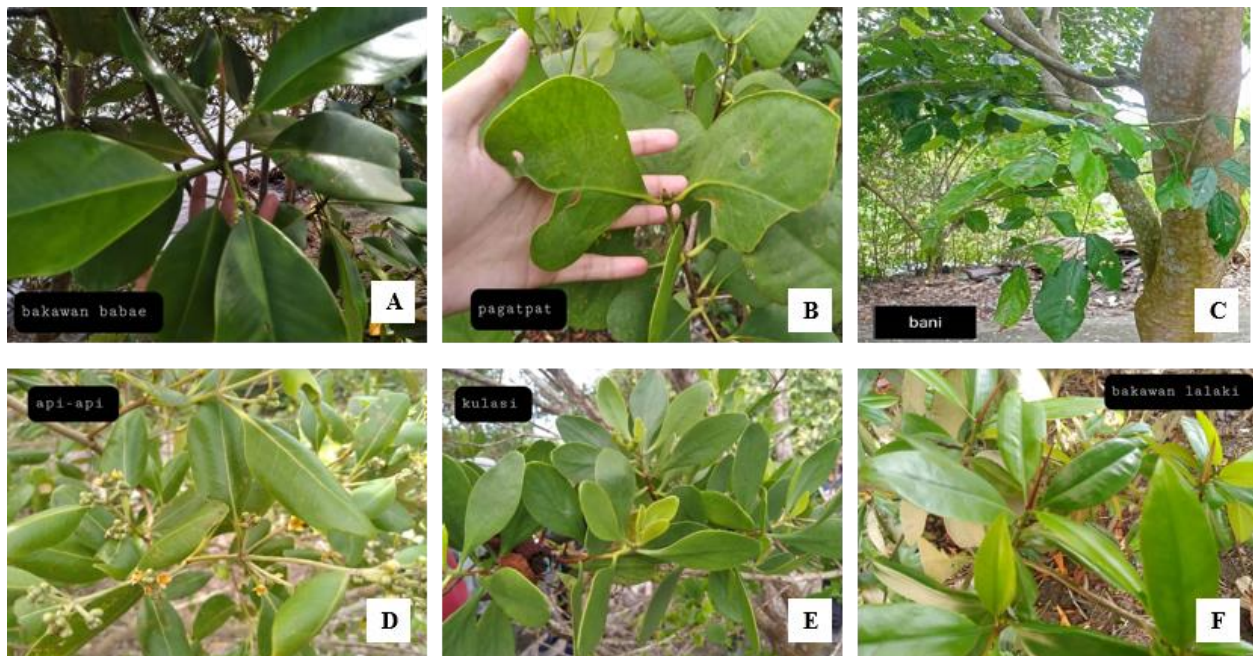 bakawan babae
A
pagatpat
B
bani
C
api-api
D
kulasi
E
bakawan lalaki
F